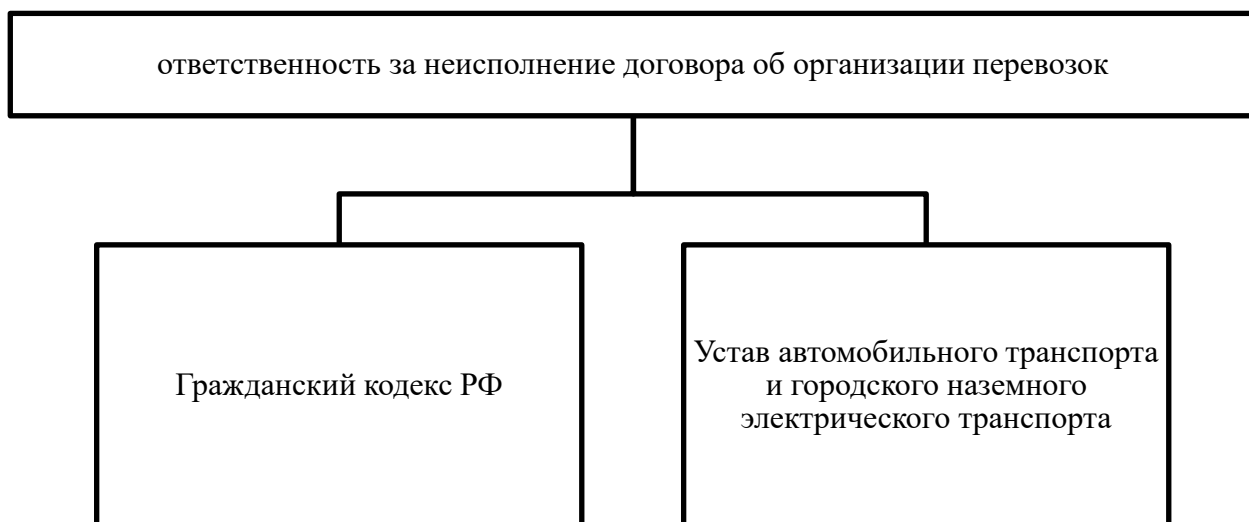 ответственность за неисполнение договора об организации перевозок
Гражданский кодекс РФ
Устав автомобильного транспорта
и городского наземного
электрического транспорта